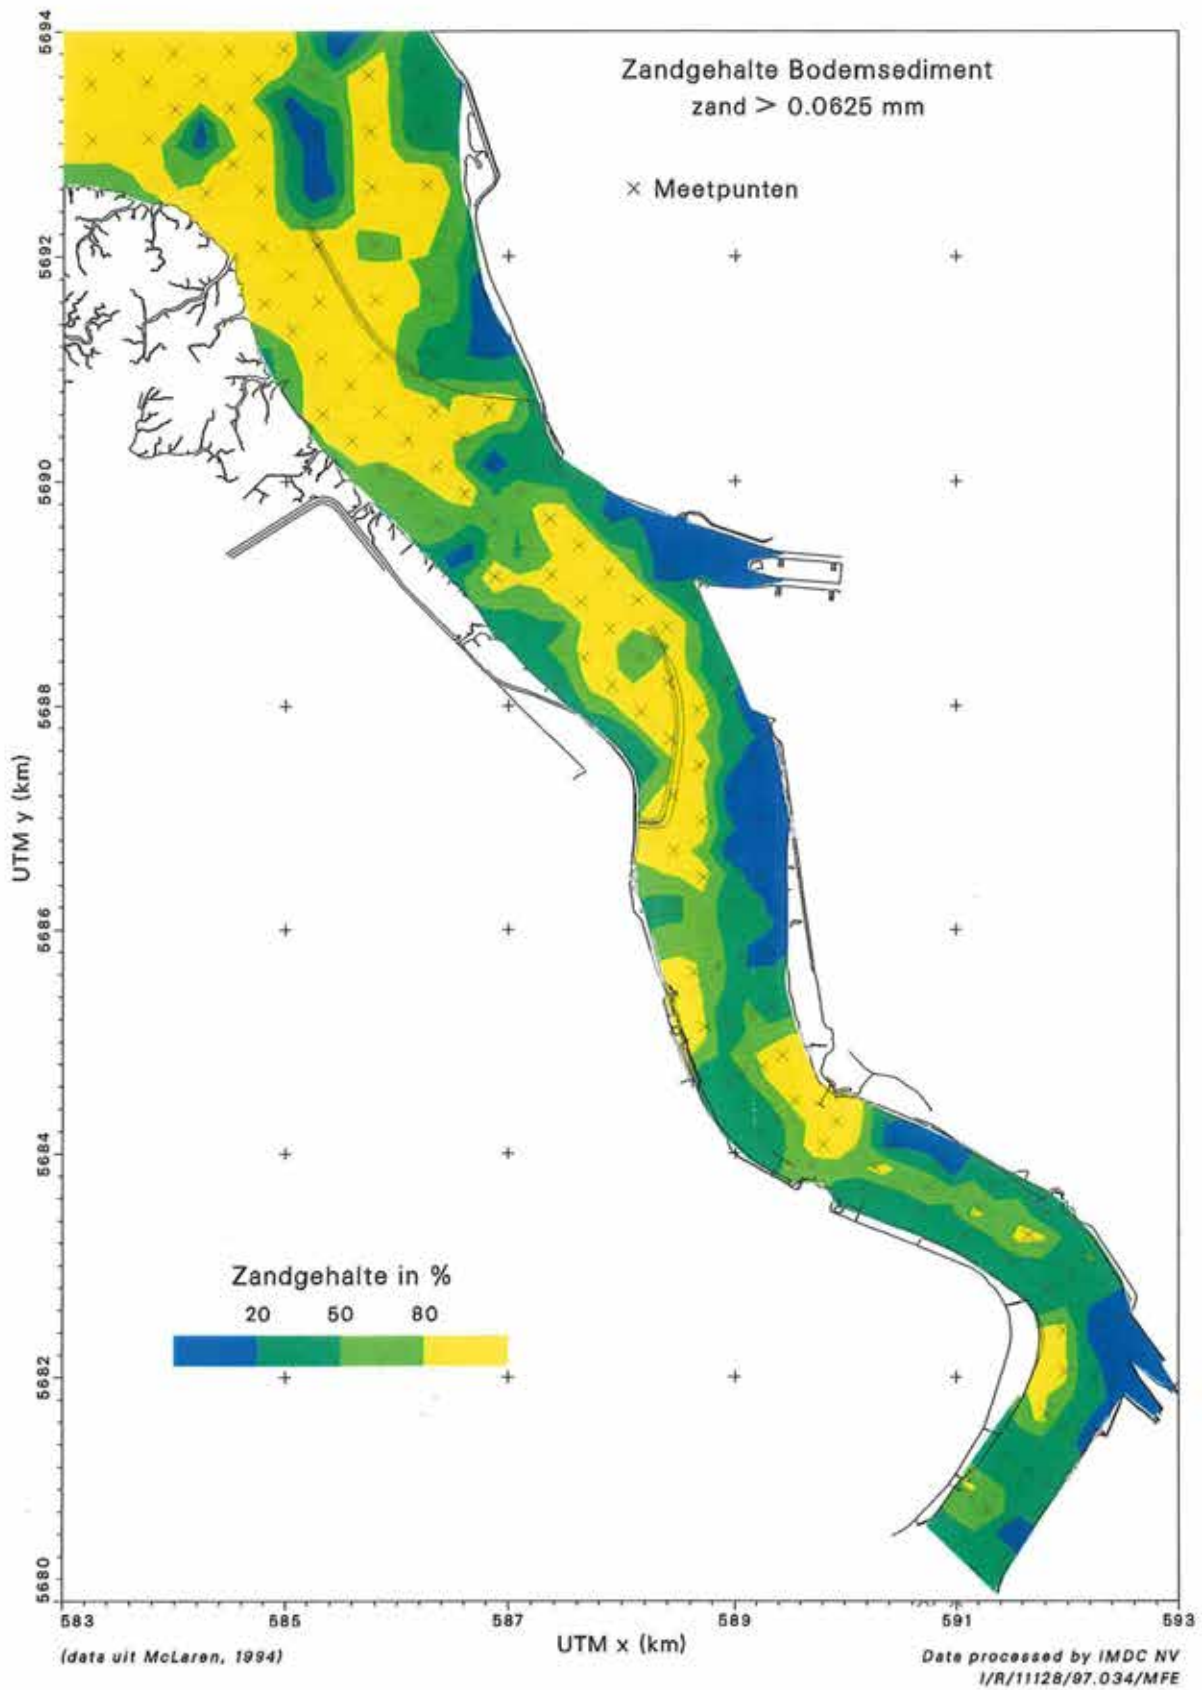 Zandgehalte Bodemsediment
zand > 0.0625 mm
× Meetpunten
UTM y (km)
5694
5692
5690
5688
5686
5684
5682
5680
Zandgehalte in %
20 50 80
583 585 587 589 591 593
UTM x (km)
(data uit McLaren, 1994)
Data processed by IMDC NV
I/R/11128/97.034/MFE